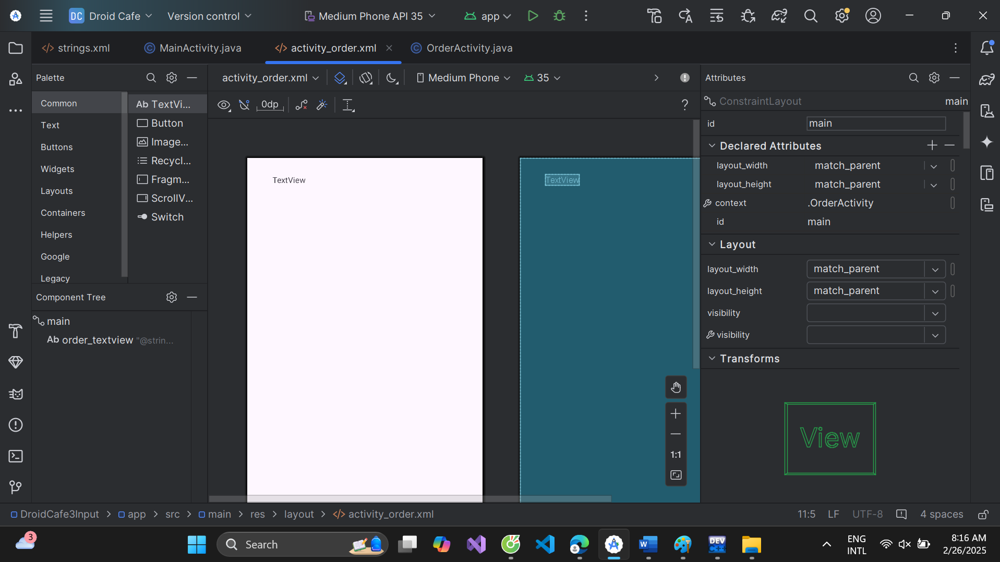 DC Droid Cafe Version control Medium Phone API 35 app
strings.xml MainActivity.java activity_order.xml OrderActivity.java
Palette
Common
Text
Buttons
Widgets
Layouts
Containers
Helpers
Google
Legacy
Ab TextVi...
Button
Image...
Recycl...
Fragm...
ScrollV...
Switch
Component Tree
main
Ab order_textview "@strin...
activity_order.xml Medium Phone 35
0dp ?
TextView
TextView
1:1
Attributes
ConstraintLayout main
id main
Declared Attributes
layout_width match_parent
layout_height match_parent
context .OrderActivity
id main
Layout
layout_width match_parent
layout_height match_parent
visibility
visibility
Transforms
View
DroidCafe3Input > app > src > main > res > layout > activity_order.xml 11:5 LF UTF-8 4 spaces
3 Search DEV C++ ENG INTL 8:16 AM
2/26/2025